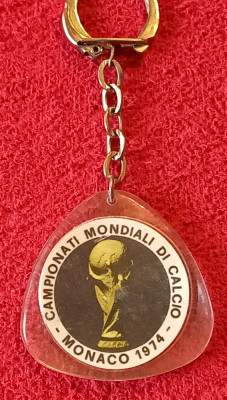 CAMPIONATI MONDIALI DI CALCIO
- MONACO 1974 -